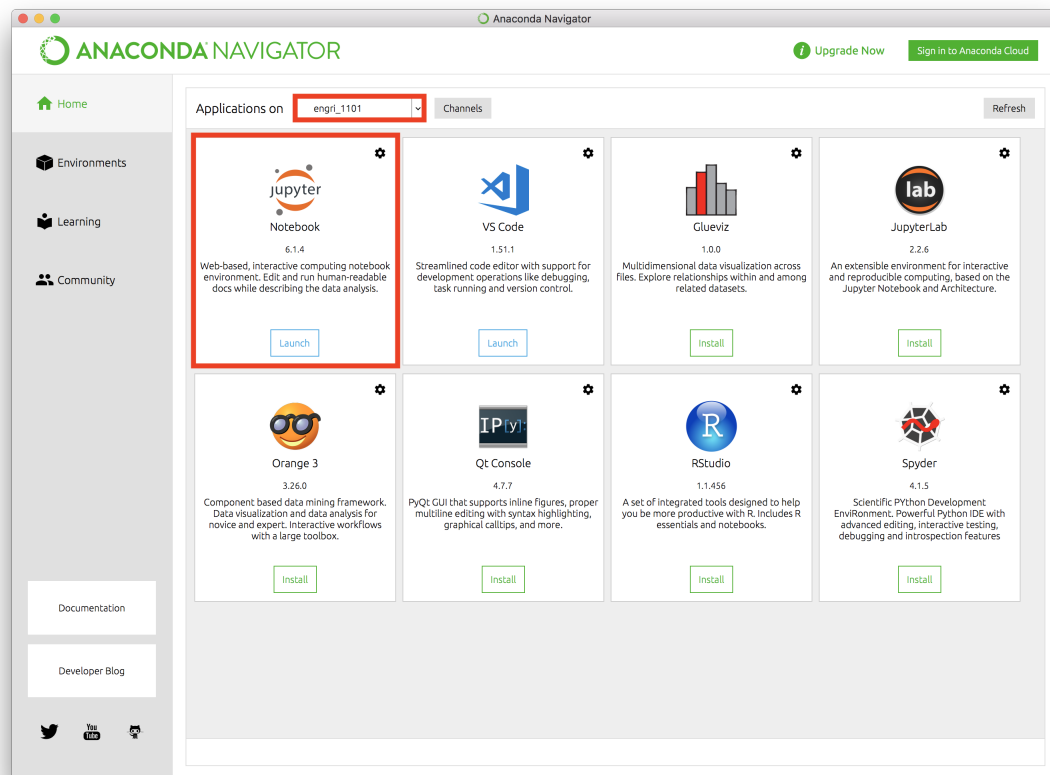 Anaconda Navigator
ANACONDA NAVIGATOR
i Upgrade Now
Sign in to Anaconda Cloud
Home
Environments
Learning
Community
Documentation
Developer Blog
You
Tube
Applications on engri_1101 Channels Refresh
jupyter
Notebook
6.1.4
Web-based, interactive computing notebook
environment. Edit and run human-readable
docs while describing the data analysis.
Launch
VS Code
1.51.1
Streamlined code editor with support for
development operations like debugging,
task running and version control.
Launch
Glueviz
1.0.0
Multidimensional data visualization across
files. Explore relationships within and among
related datasets.
Install
lab
JupyterLab
2.2.6
An extensible environment for interactive
and reproducible computing, based on the
Jupyter Notebook and Architecture.
Install
Orange 3
3.26.0
Component based data mining framework.
Data visualization and data analysis for
novice and expert. Interactive workflows
with a large toolbox.
Install
IP[y]:
Qt Console
4.7.7
PyQt GUI that supports inline figures, proper
multiline editing with syntax highlighting,
graphical calltips, and more.
Install
R
RStudio
1.1.456
A set of integrated tools designed to help
you be more productive with R. Includes R
essentials and notebooks.
Install
Spyder
4.1.5
Scientific PYthon Development
EnviRonment. Powerful Python IDE with
advanced editing, interactive testing,
debugging and introspection features
Install